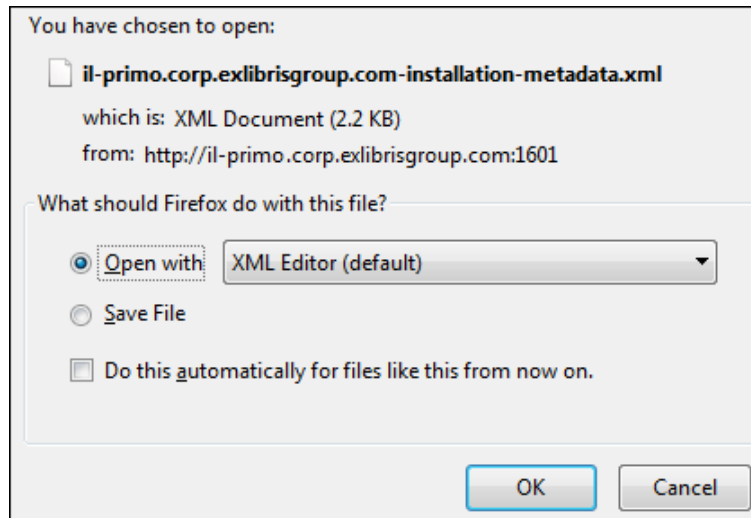 You have chosen to open:
il-primo.corp.exlibrisgroup.com-installation-metadata.xml
which is: XML Document (2.2 KB)
from: http://il-primo.corp.exlibrisgroup.com:1601
What should Firefox do with this file?
Open with XML Editor (default)
Save File
Do this automatically for files like this from now on.
OK Cancel